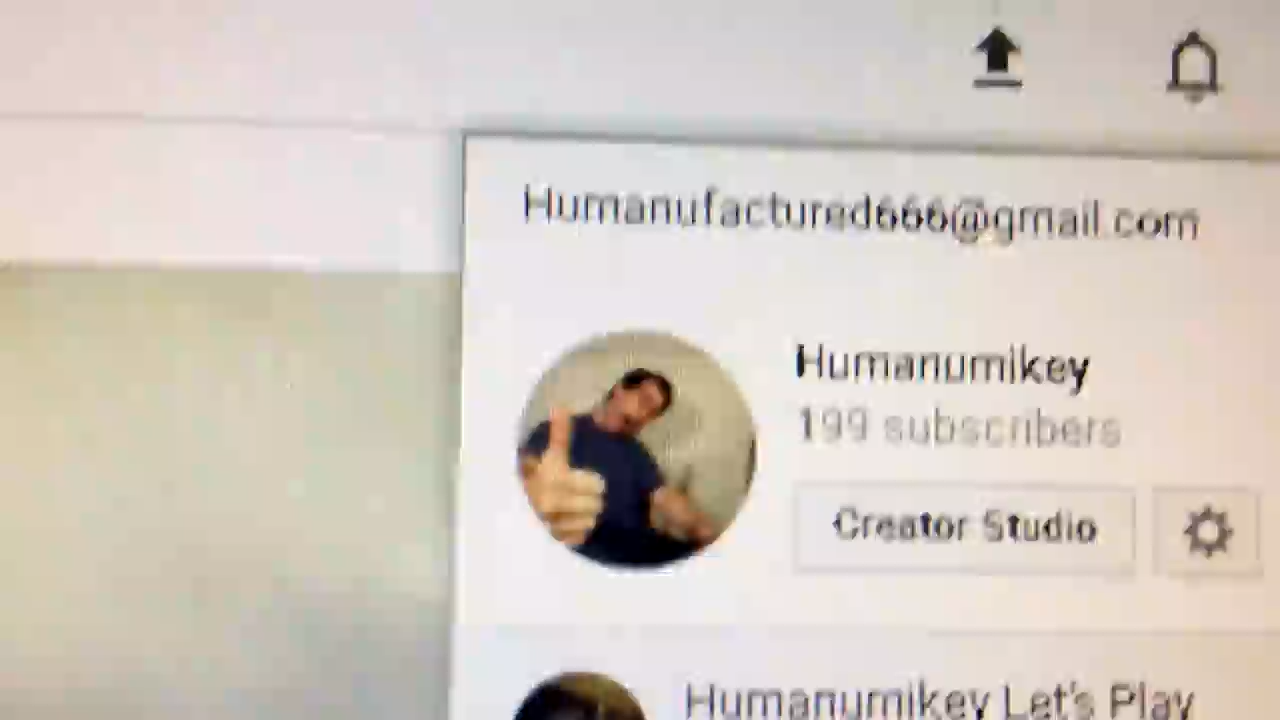 Humanufactured666@gmail.com
Humanumikey
199 subscribers
Creator Studio
Humanumikey Let's Play